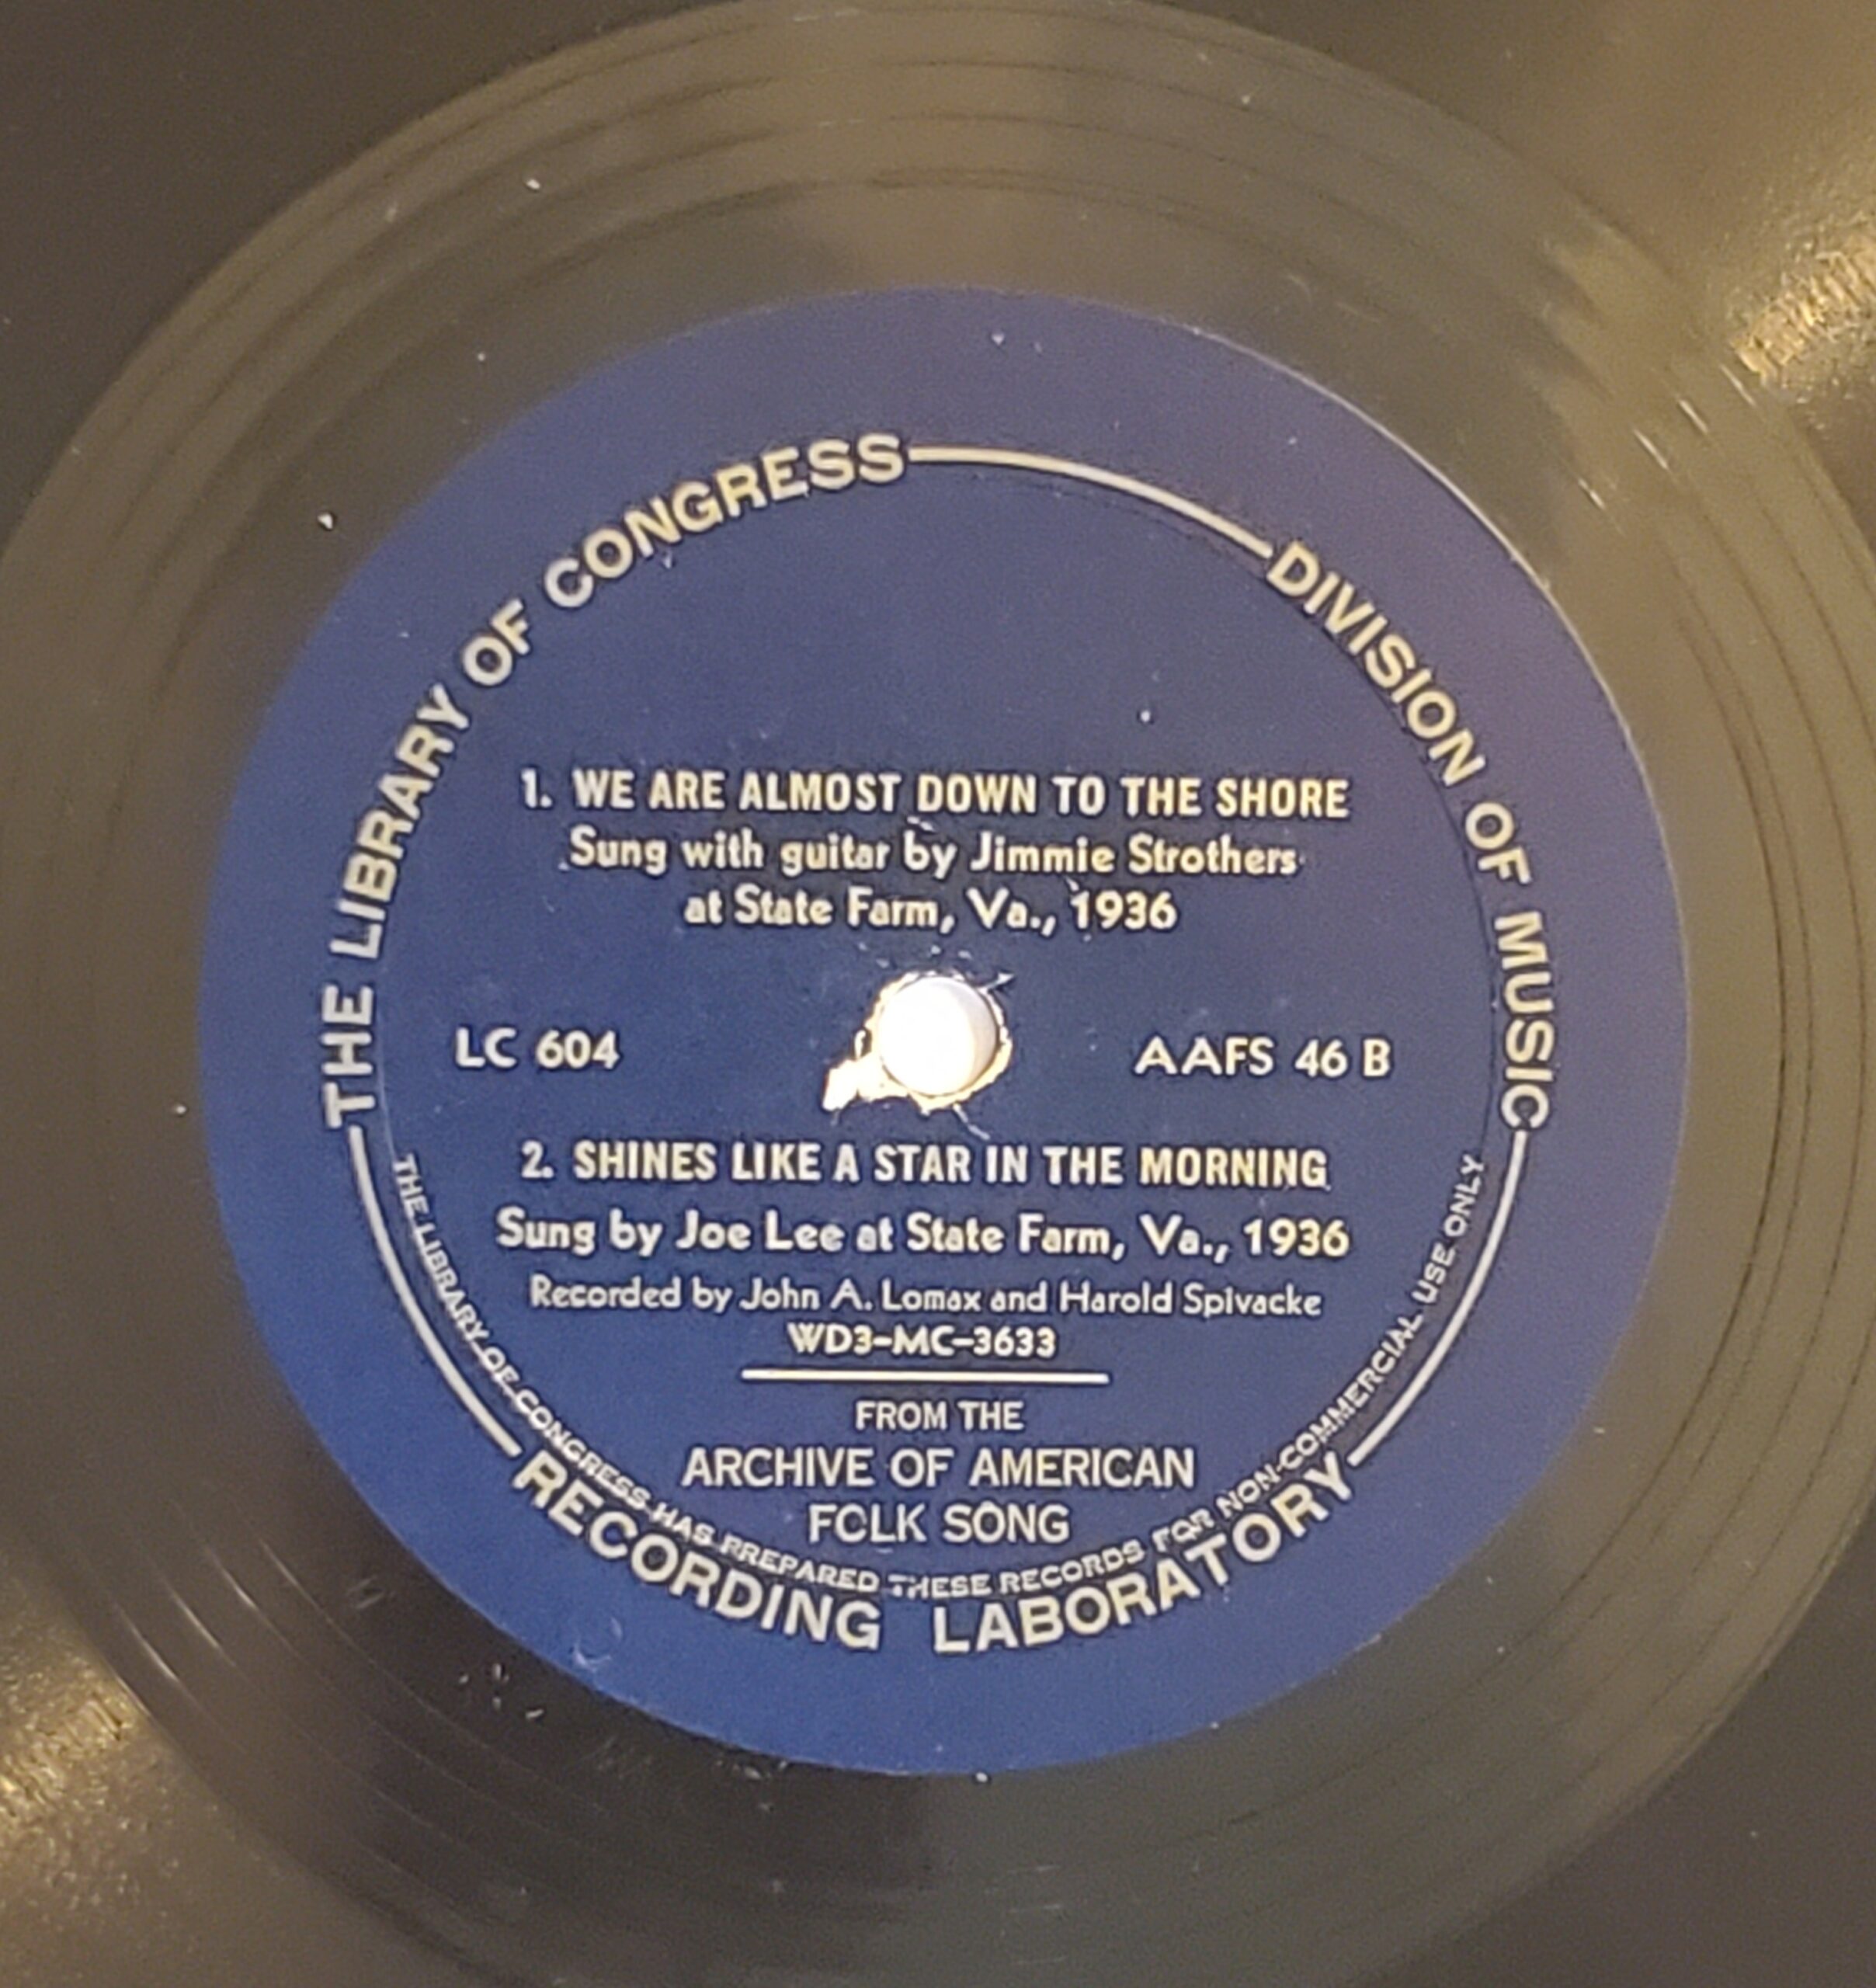 THE LIBRARY OF CONGRESS
DIVISION OF MUSIC
1. WE ARE ALMOST DOWN TO THE SHORE
Sung with guitar by Jimmie Strothers
at State Farm, Va., 1936
LC 604
AAFS 46 B
2. SHINES LIKE A STAR IN THE MORNING
Sung by Joe Lee at State Farm, Va., 1936
Recorded by John A. Lomax and Harold Spivacke
WD3-MC-3633
FROM THE
ARCHIVE OF AMERICAN
FOLK SONG
THE LIBRARY OF CONGRESS HAS PREPARED THESE RECORDS FOR NON-COMMERCIAL USE ONLY
RECORDING LABORATORY